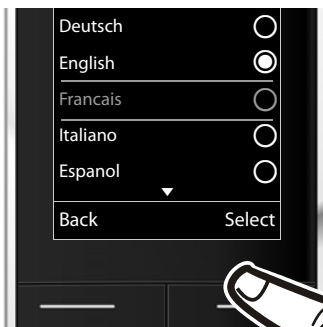 Deutsch
English
Francais
Italiano
Espanol
Back Select